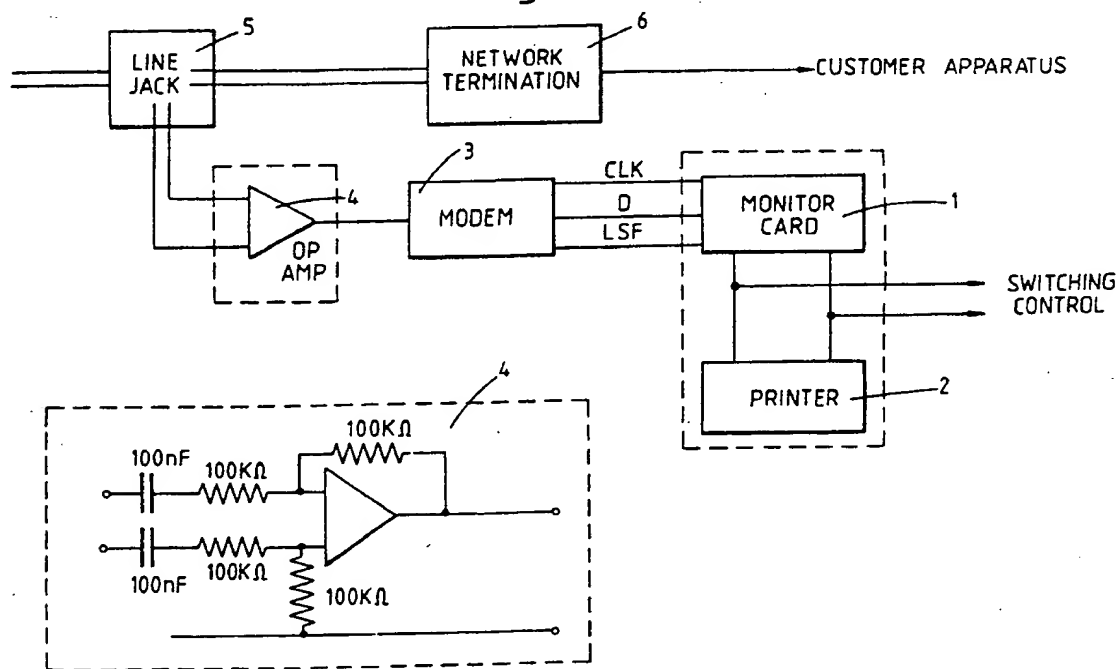 5
LINE
JACK
6
NETWORK
TERMINATION
CUSTOMER APPARATUS
4
OP
AMP
3
MODEM
CLK
D
LSF
MONITOR
CARD
1
SWITCHING
CONTROL
PRINTER
2
4
100nF
100KΩ
100KΩ
100nF
100KΩ
100KΩ